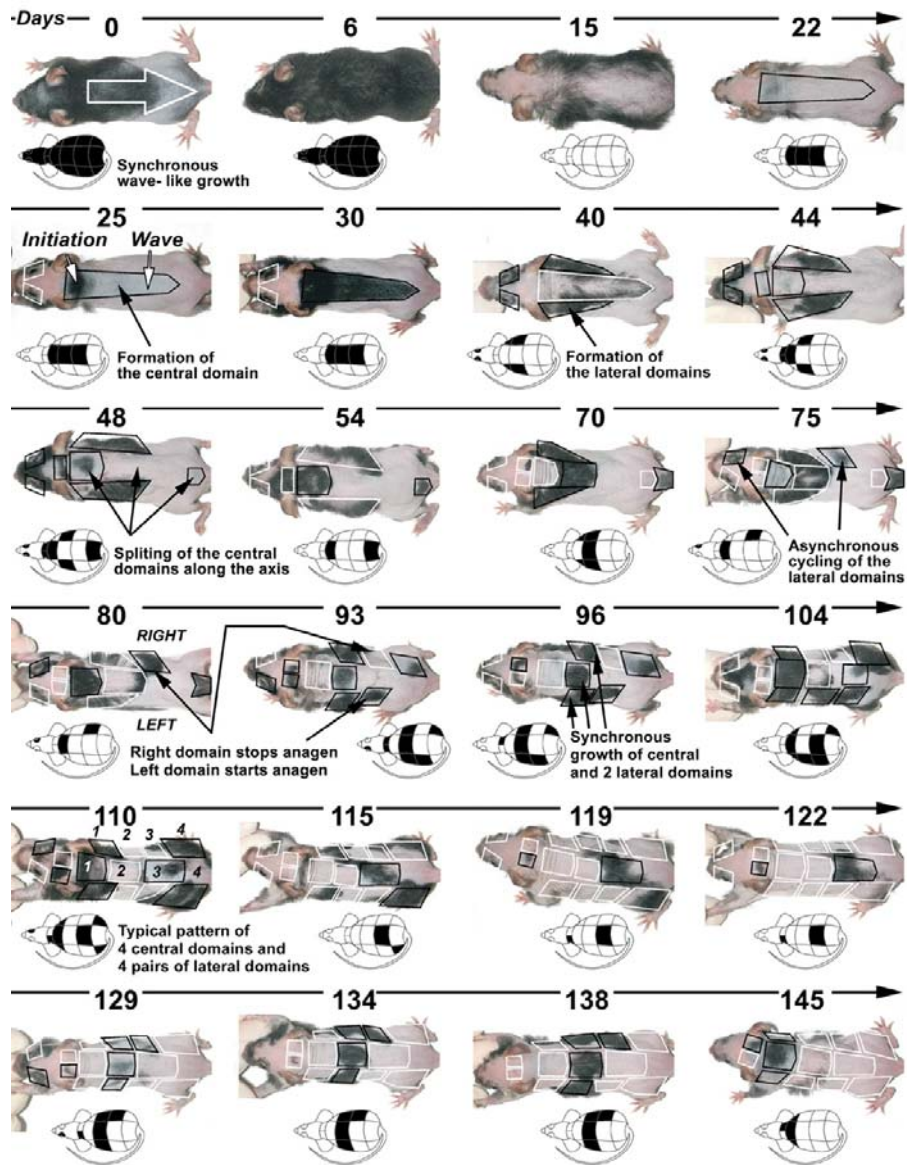 Days
0 6 15 22
Synchronous
wave- like growth
25 30 40 44
Initiation Wave
Formation of
the central domain
Formation of
the lateral domains
48 54 70 75
Spliting of the central
domains along the axis
Asynchronous
cycling of the
lateral domains
80 93 96 104
RIGHT
LEFT
Right domain stops anagen
Left domain starts anagen
Synchronous
growth of central
and 2 lateral domains
110 115 119 122
1 2 3 4
1 2 3 4
Typical pattern of
4 central domains and
4 pairs of lateral domains
129 134 138 145